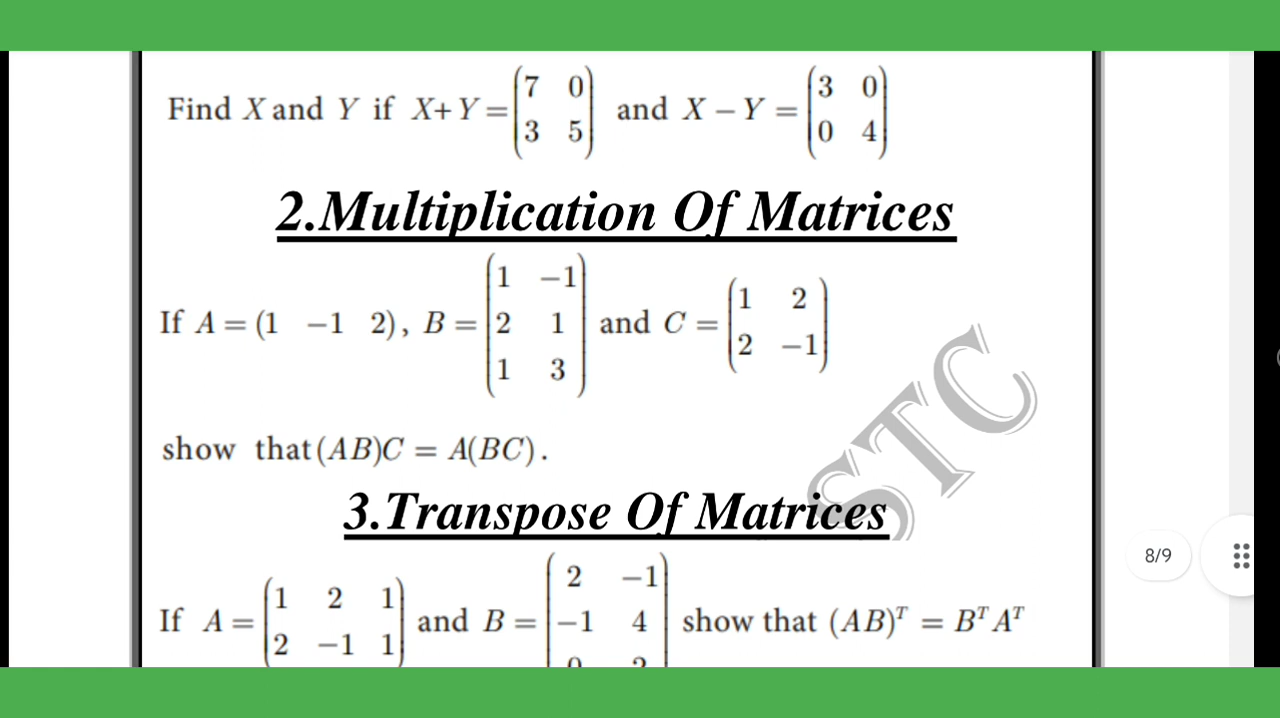 Find X and Y if X+Y = (7 0 3 5) and X − Y = (3 0 0 4)
2.Multiplication Of Matrices
If A = (1 −1 2), B = (1 −1 2 1 1 3) and C = (1 2 2 −1)
show that (AB)C = A(BC).
STC
3.Transpose Of Matrices
8/9
If A = (1 2 1 2 −1 1) and B = (2 −1 −1 4 show that (AB)ᵀ = BᵀAᵀ